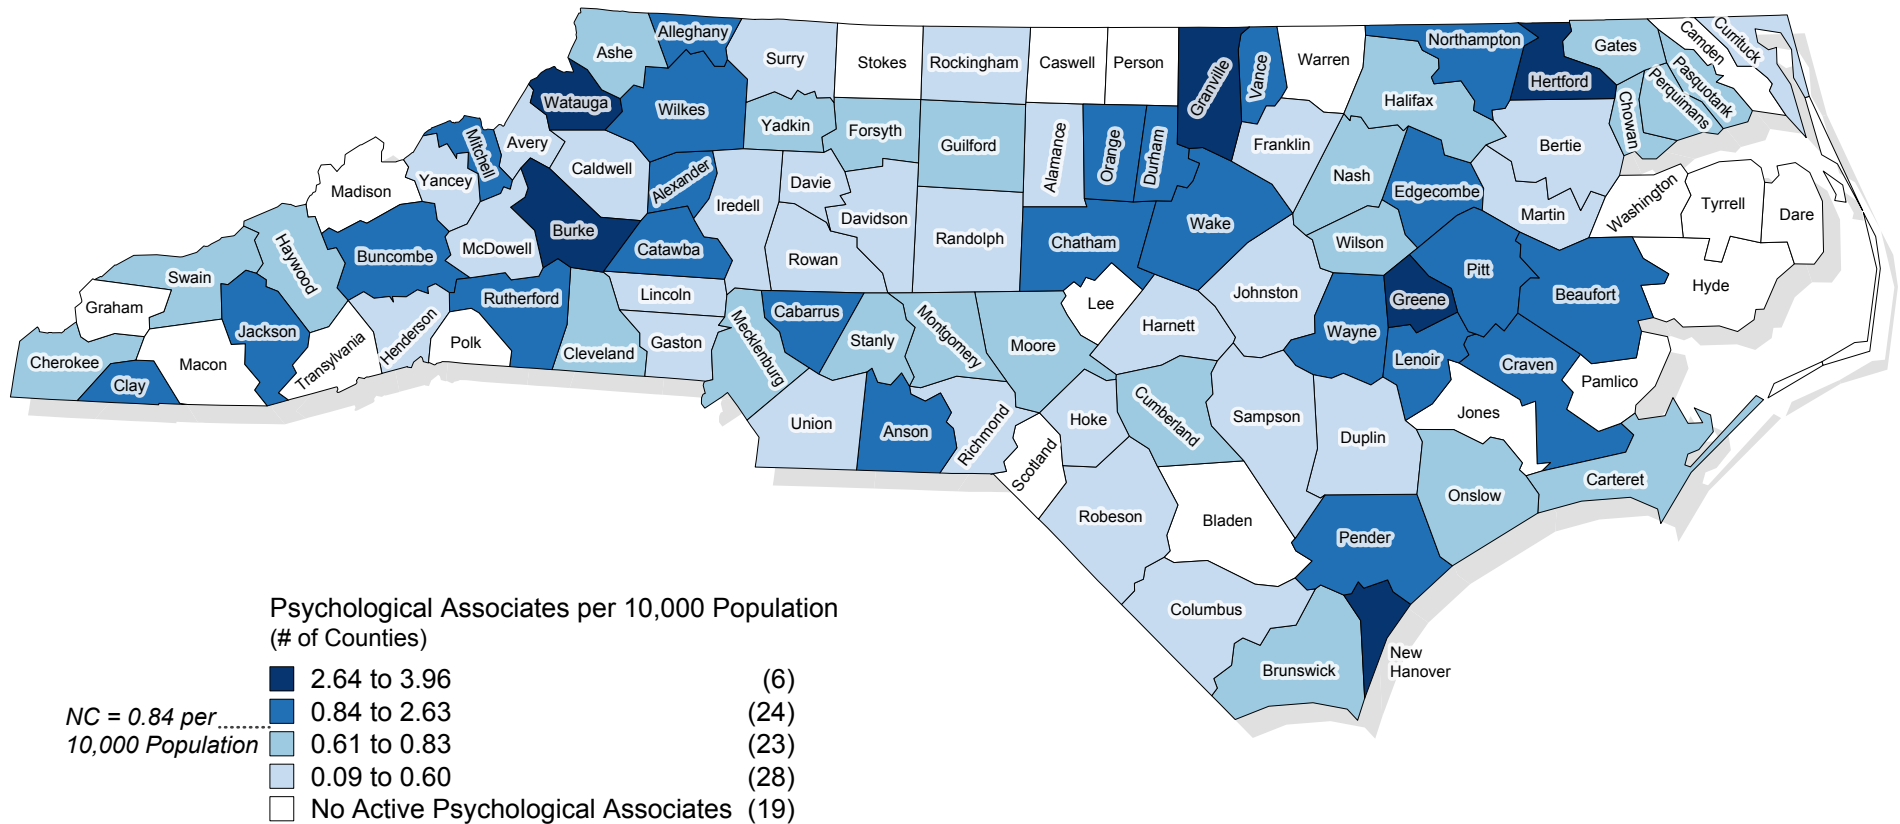 Alleghany
Ashe
Surry
Stokes
Rockingham
Caswell
Person
Granville
Vance
Warren
Northampton
Hertford
Gates
Camden
Currituck
Pasquotank
Perquimans
Chowan
Watauga
Wilkes
Yadkin
Forsyth
Guilford
Alamance
Orange
Durham
Franklin
Halifax
Nash
Bertie
Mitchell
Avery
Caldwell
Alexander
Iredell
Davie
Davidson
Randolph
Chatham
Wake
Edgecombe
Martin
Washington
Tyrrell
Dare
Madison
Yancey
McDowell
Burke
Catawba
Rowan
Wilson
Pitt
Beaufort
Hyde
Swain
Haywood
Buncombe
Rutherford
Lincoln
Gaston
Cabarrus
Mecklenburg
Stanly
Montgomery
Moore
Lee
Harnett
Johnston
Wayne
Greene
Lenoir
Craven
Pamlico
Graham
Jackson
Transylvania
Henderson
Polk
Cleveland
Cherokee
Clay
Macon
Union
Anson
Richmond
Scotland
Hoke
Cumberland
Sampson
Duplin
Jones
Onslow
Carteret
Robeson
Bladen
Pender
Columbus
Brunswick
New
Hanover
Psychological Associates per 10,000 Population
(# of Counties)
2.64 to 3.96 (6)
0.84 to 2.63 (24)
0.61 to 0.83 (23)
0.09 to 0.60 (28)
No Active Psychological Associates (19)
NC = 0.84 per
10,000 Population